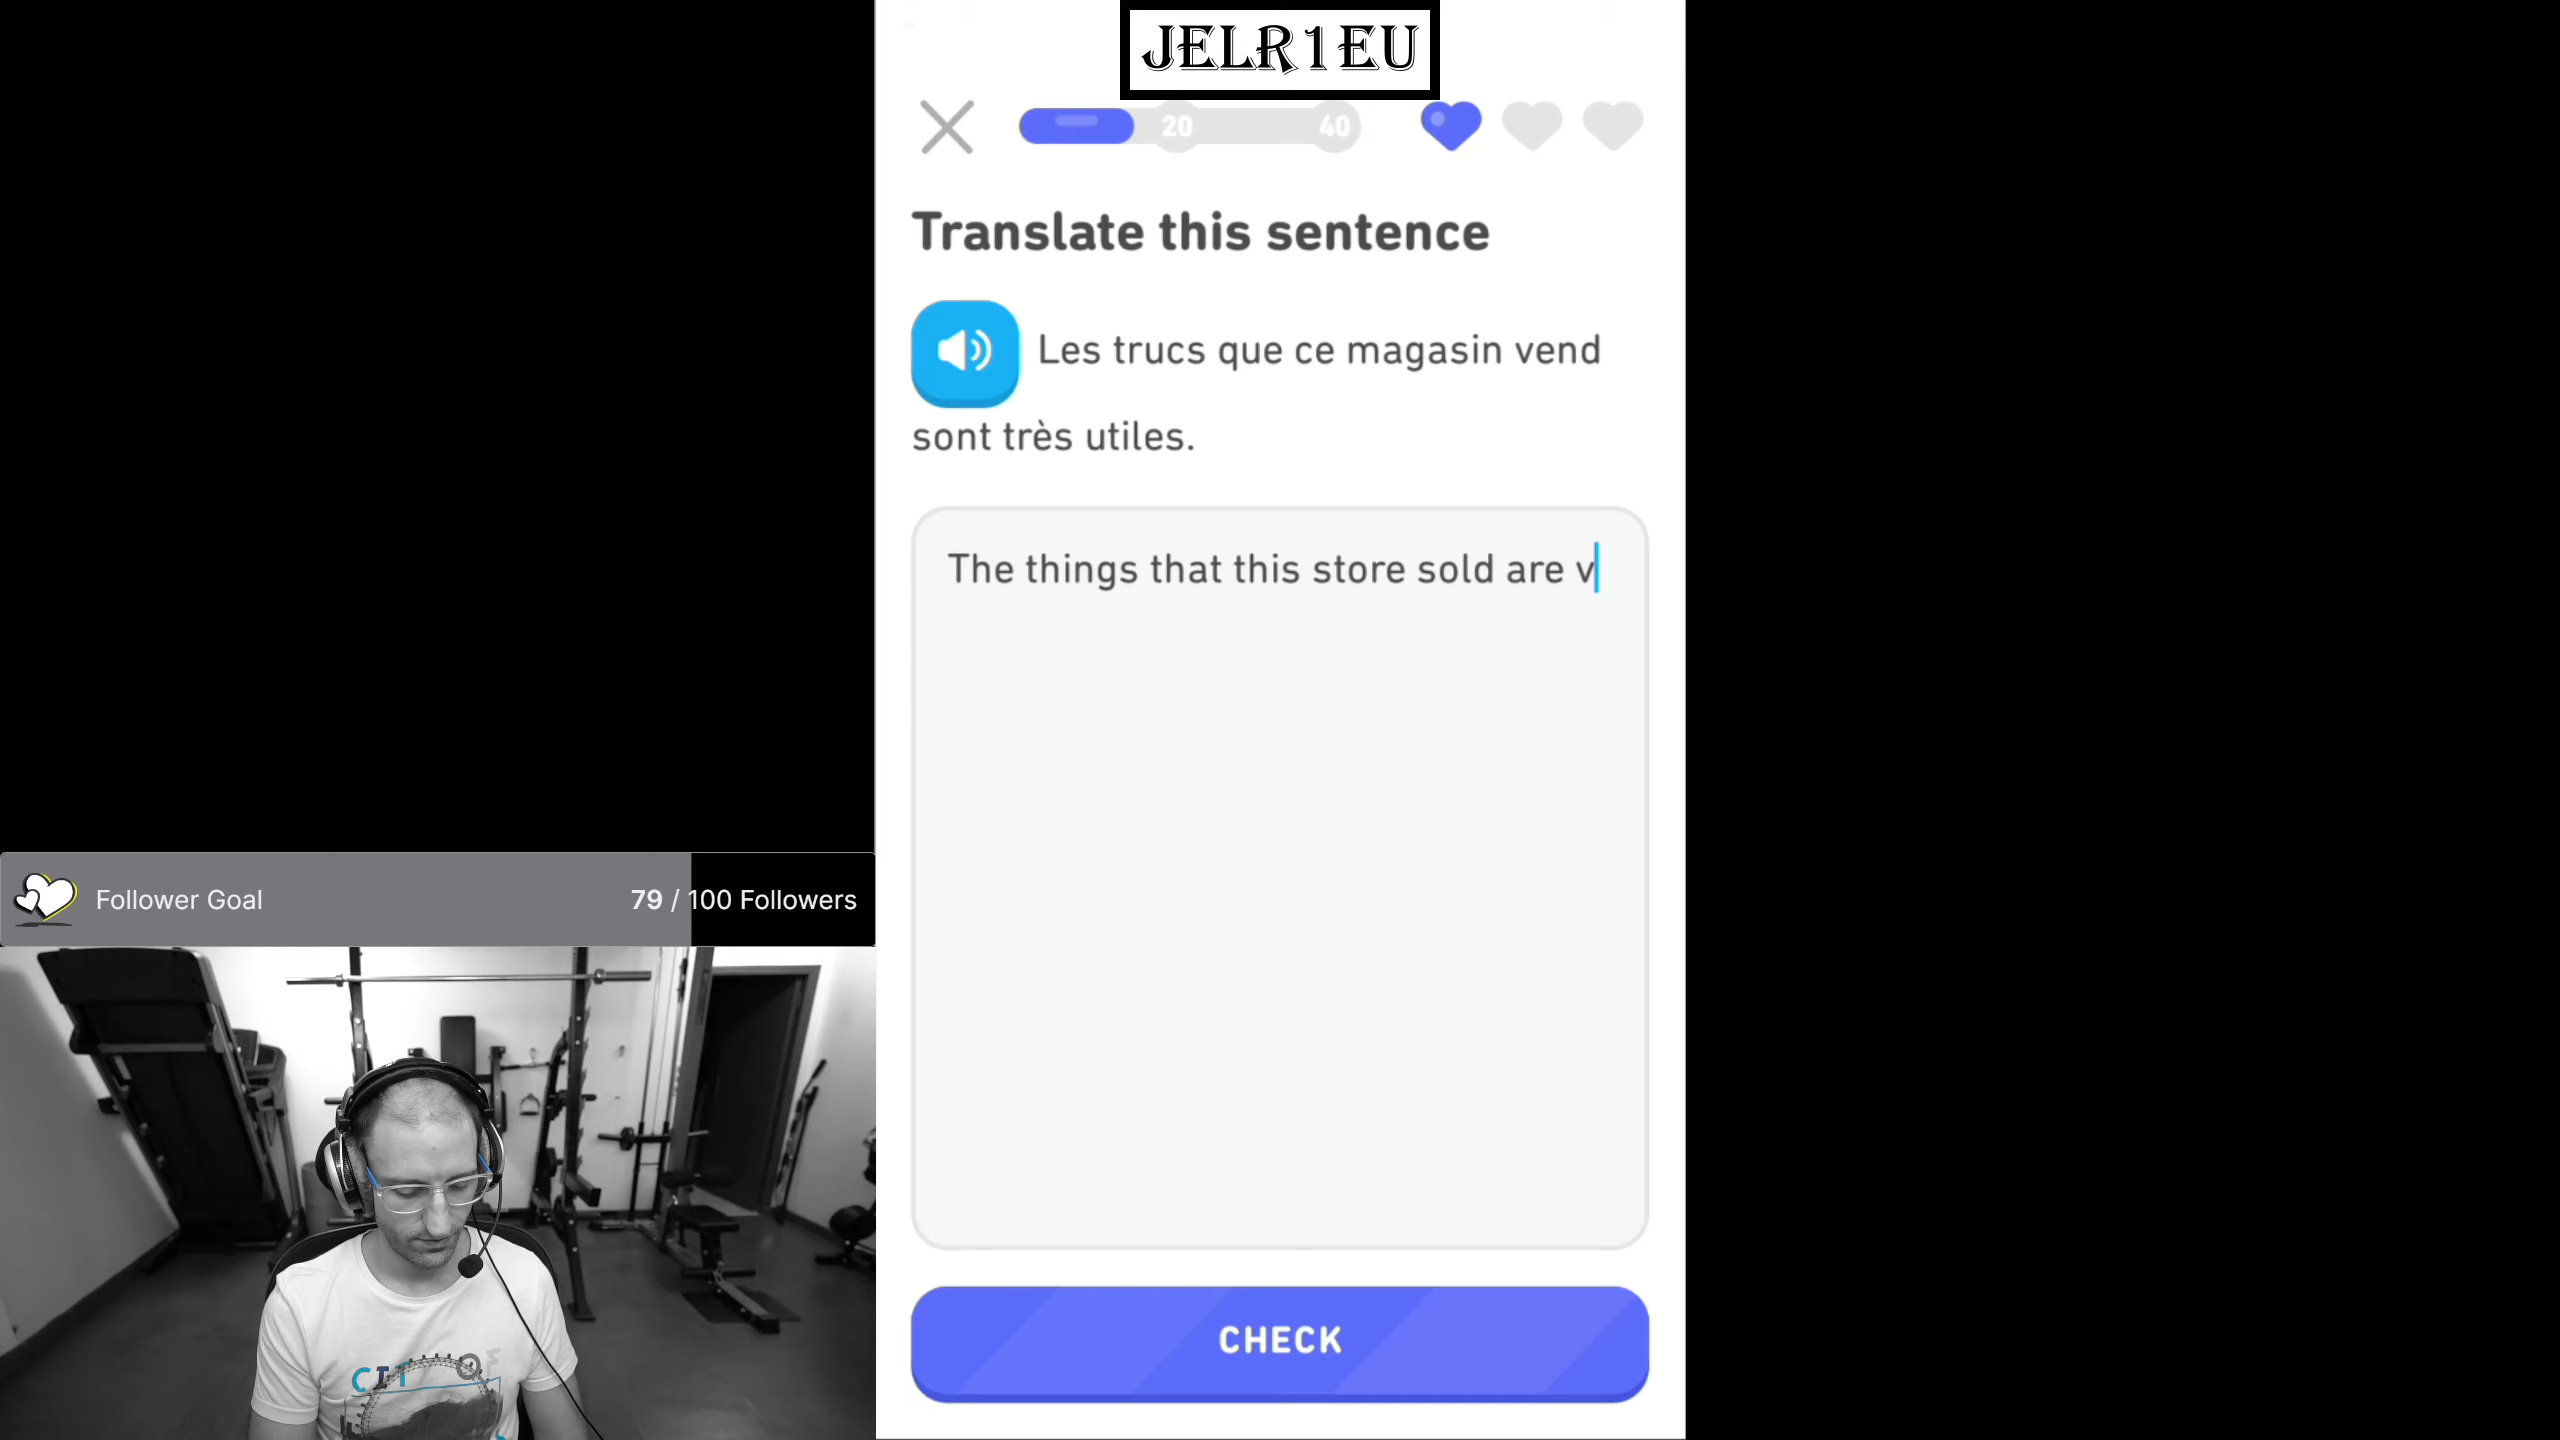 JELR1EU
20
40
Translate this sentence
Les trucs que ce magasin vend
sont très utiles.
The things that this store sold are v
CHECK
Follower Goal
79 / 100 Followers